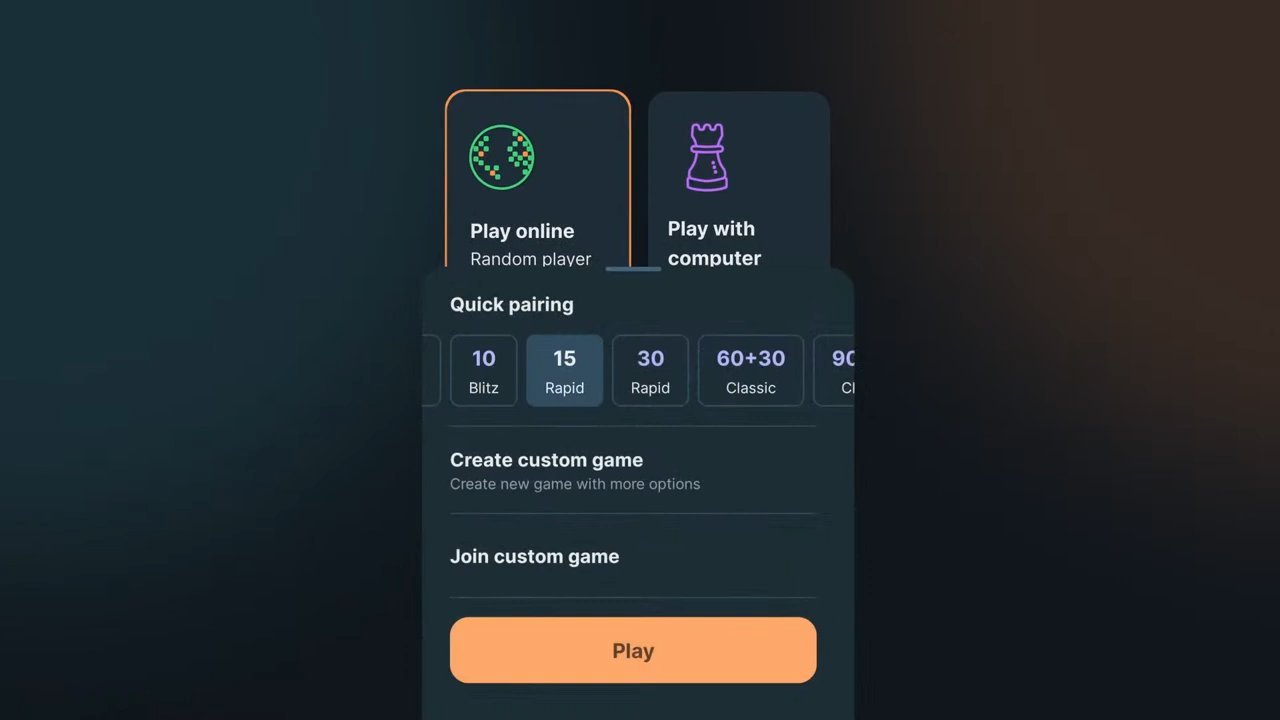 Play online
Random player
Play with
computer
Quick pairing
10
Blitz
15
Rapid
30
Rapid
60+30
Classic
90
Create custom game
Create new game with more options
Join custom game
Play